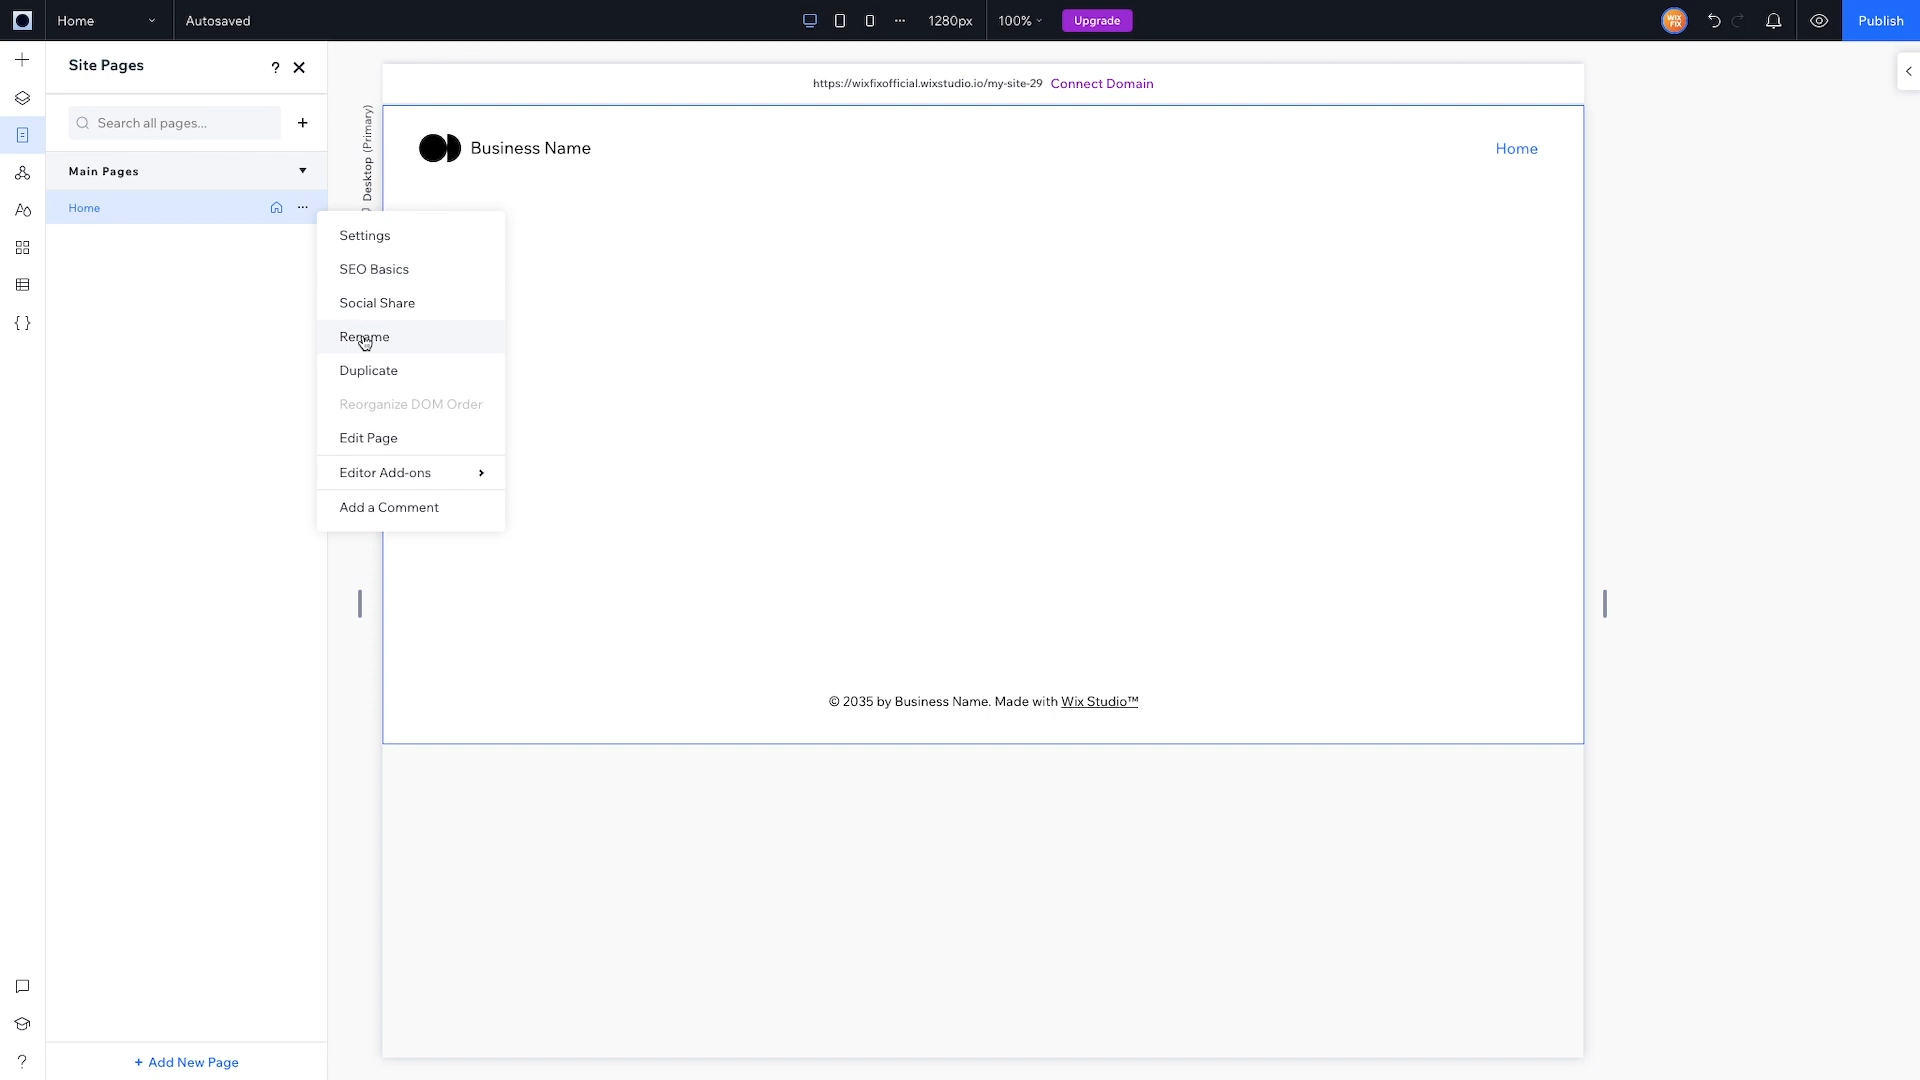 Home
Autosaved
1280px
100%
Upgrade
WIX
FIX
Publish
Site Pages
?
Search all pages...
+
Main Pages
Home
Settings
SEO Basics
Social Share
Rename
Duplicate
Reorganize DOM Order
Edit Page
Editor Add-ons
Add a Comment
+ Add New Page
?
Desktop (Primary)
https://wixfixofficial.wixstudio.io/my-site-29 Connect Domain
Business Name
Home
© 2035 by Business Name. Made with Wix Studio™